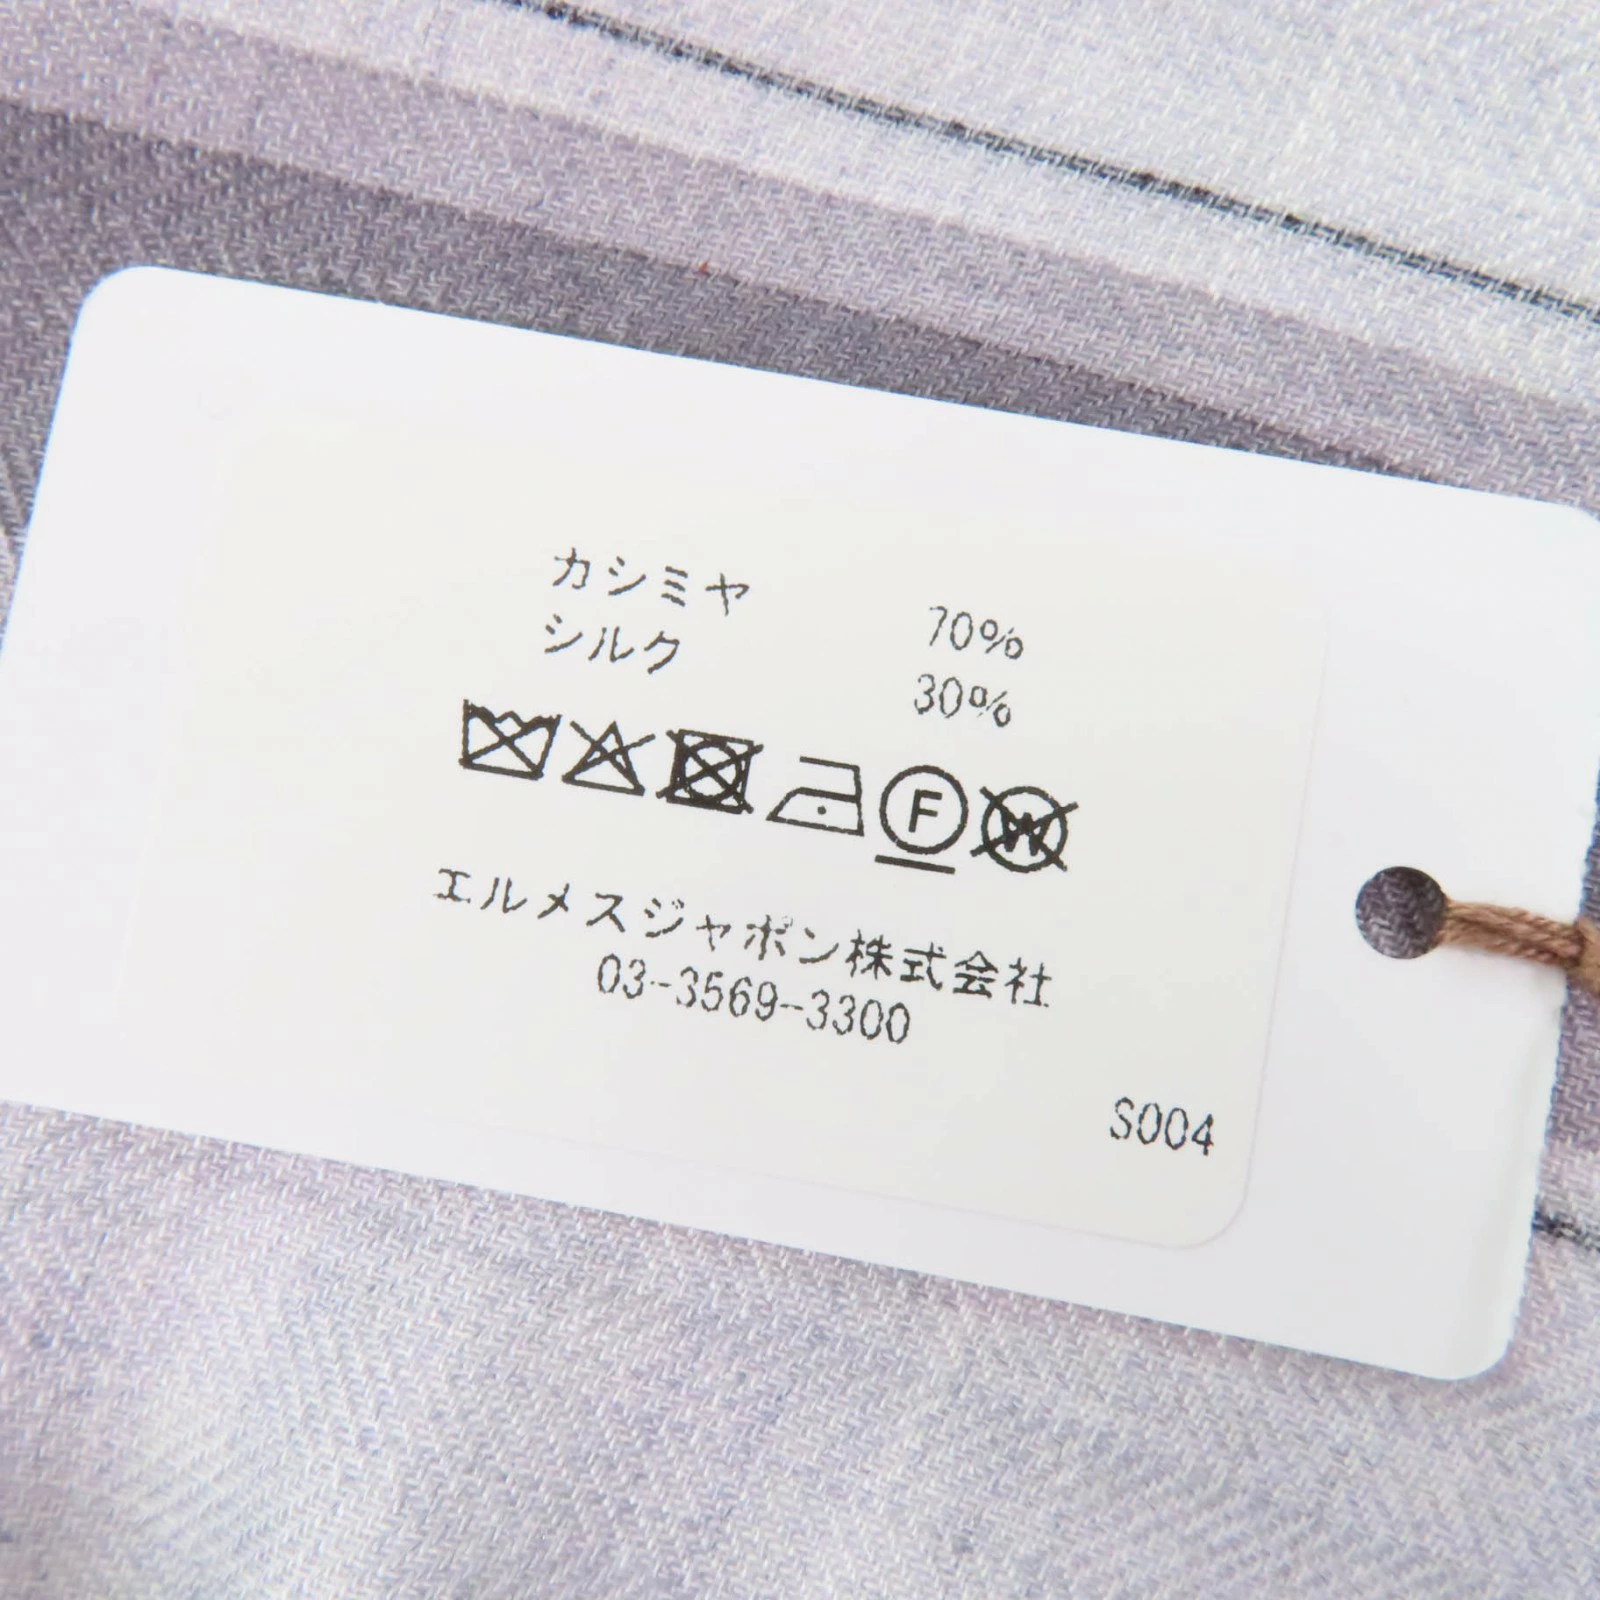 カシミヤ 70%
シルク 30%
F W
エルメスジャポン株式会社
03-3569-3300
S004